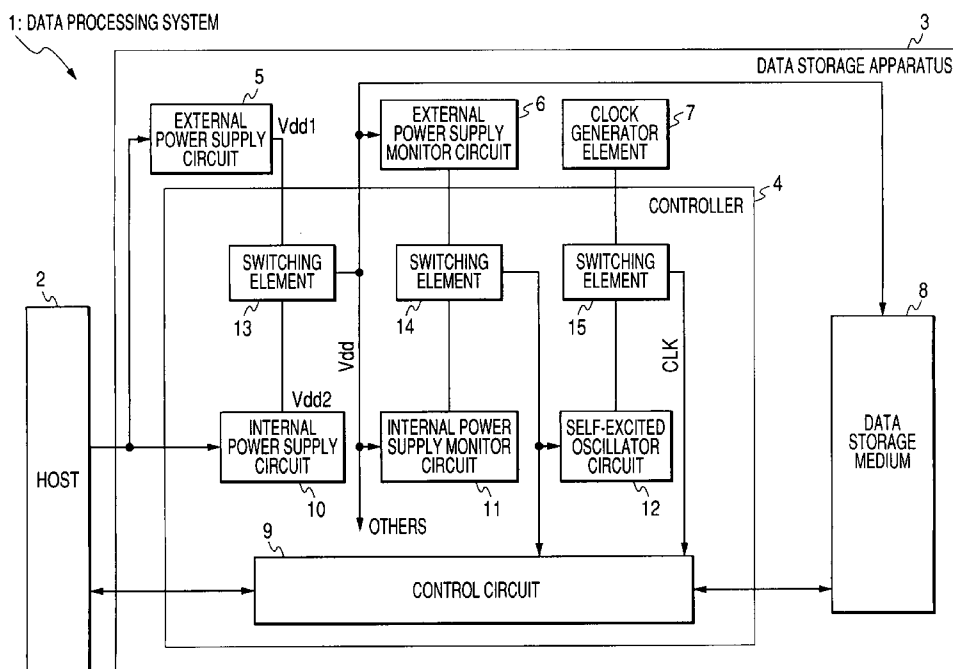 1: DATA PROCESSING SYSTEM
3
DATA STORAGE APPARATUS
5
EXTERNAL
POWER SUPPLY
CIRCUIT
Vdd1
6
EXTERNAL
POWER SUPPLY
MONITOR CIRCUIT
7
CLOCK
GENERATOR
ELEMENT
4
CONTROLLER
2
HOST
SWITCHING
ELEMENT
13
SWITCHING
ELEMENT
14
SWITCHING
ELEMENT
15
8
DATA
STORAGE
MEDIUM
Vdd
CLK
Vdd2
INTERNAL
POWER SUPPLY
CIRCUIT
10
INTERNAL POWER
SUPPLY MONITOR
CIRCUIT
11
SELF-EXCITED
OSCILLATOR
CIRCUIT
12
OTHERS
9
CONTROL CIRCUIT